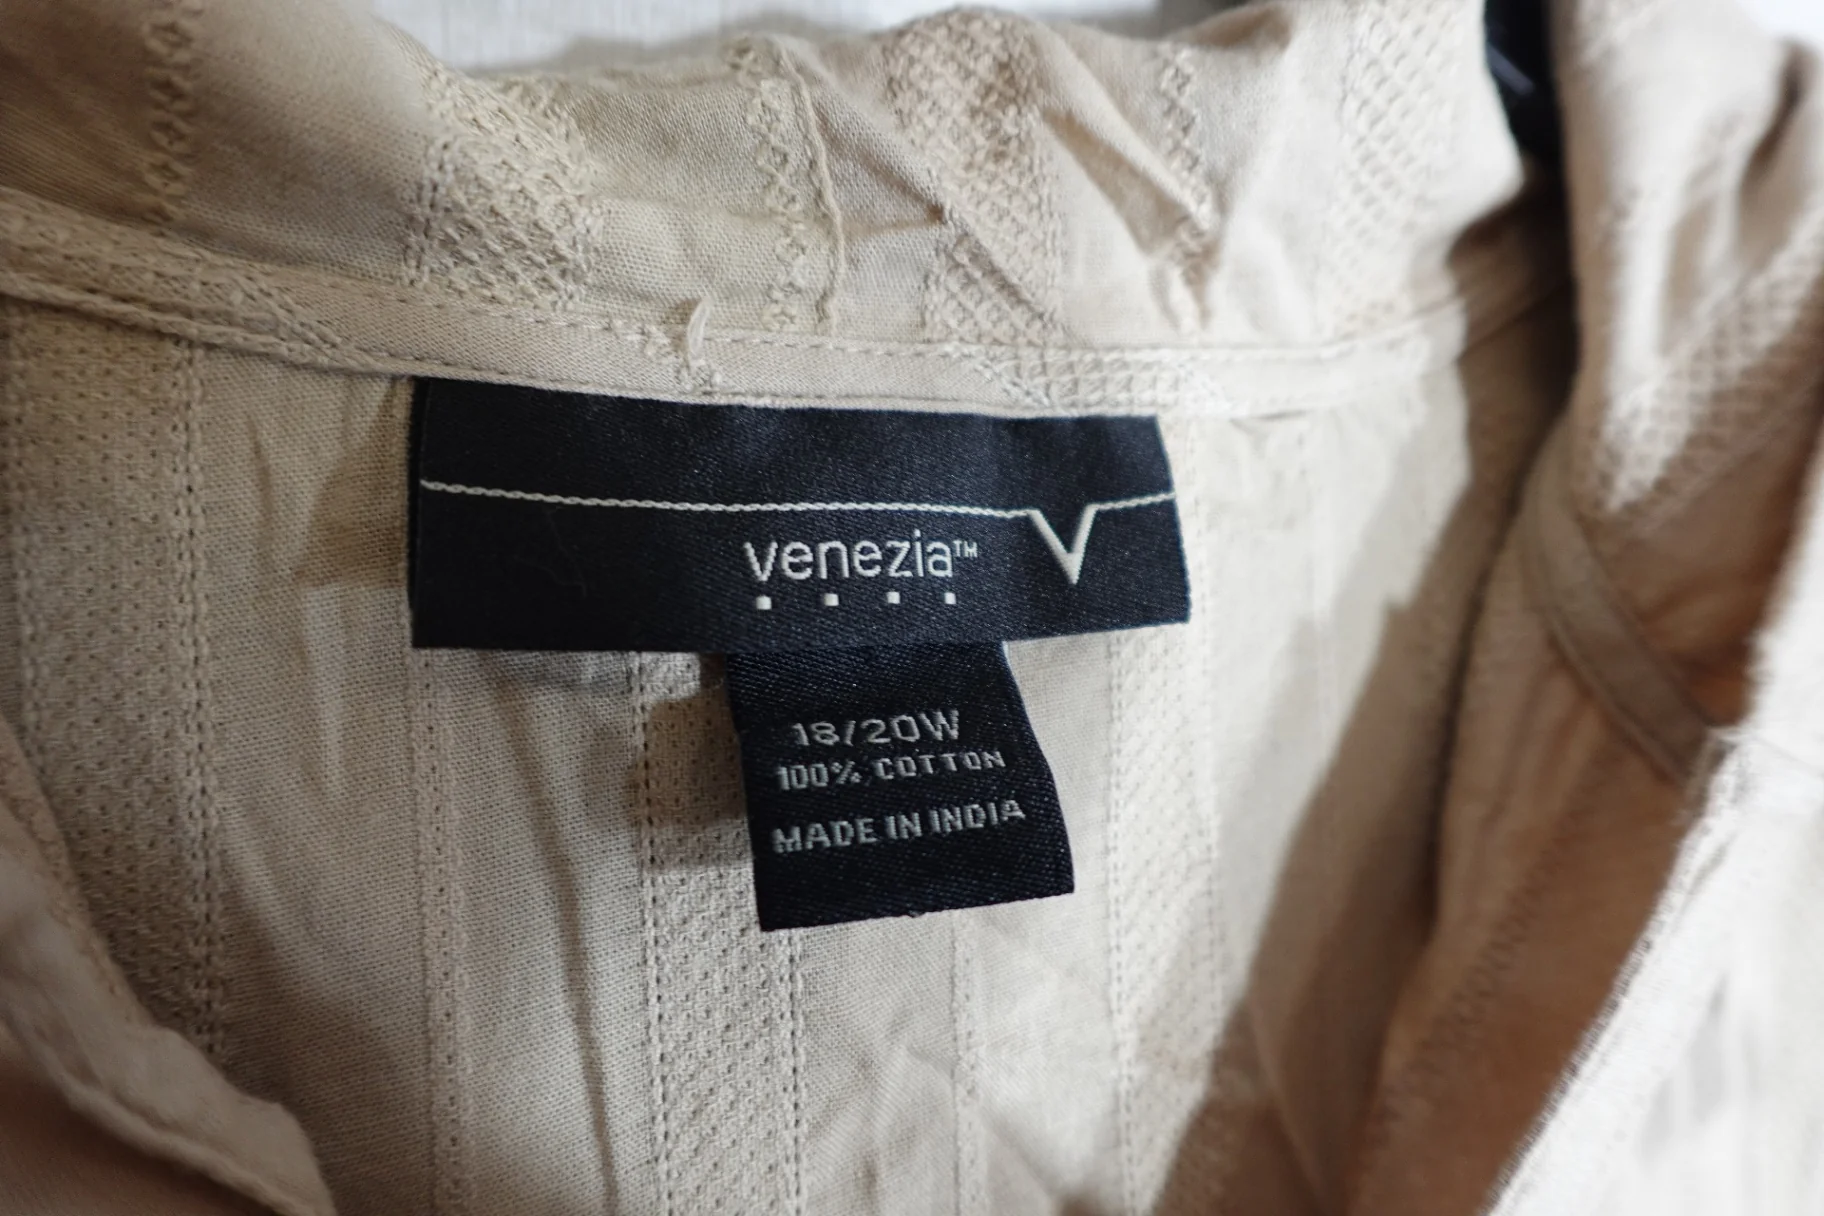 venezia™
18/20W
100% COTTON
MADE IN INDIA